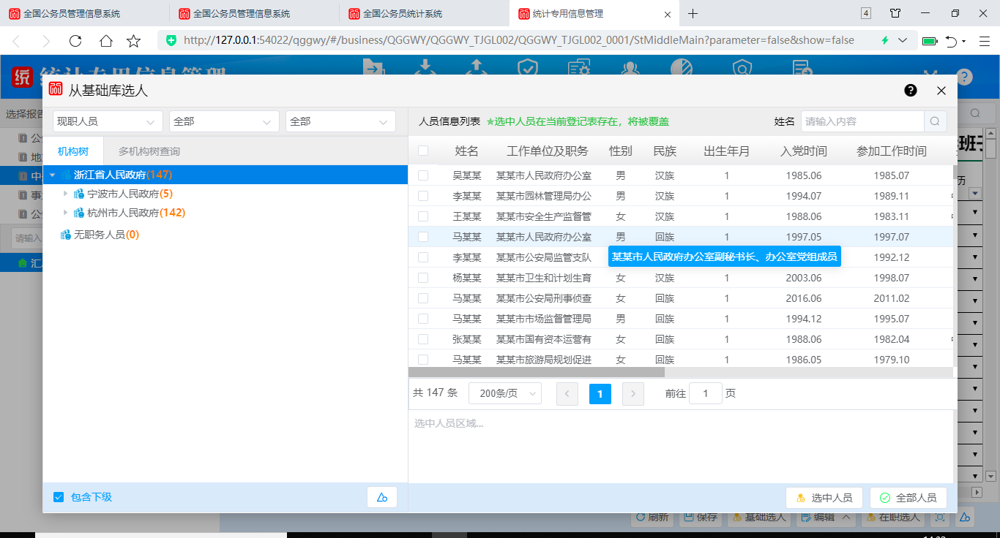 全国公务员管理信息系统
全国公务员管理信息系统
全国公务员统计系统
统计专用信息管理
4
http://127.0.0.1:54022/qggwy/#/business/QGGWY/QGGWY_TJGL002/QGGWY_TJGL002_0001/StMiddleMain?parameter=false&show=false
统 统计专用信息管理
从基础库选人
选择报告
现职人员 全部 全部
人员信息列表 ★选中人员在当前登记表存在，将被覆盖 姓名 请输入内容
机构树 多机构树查询
浙江省人民政府(147)
宁波市人民政府(5)
杭州市人民政府(142)
无职务人员(0)
姓名 工作单位及职务 性别 民族 出生年月 入党时间 参加工作时间
吴某某 某某市人民政府办公室 男 汉族 1 1985.06 1985.07
李某某 某某市园林管理局办公 男 汉族 1 1994.07 1989.11
王某某 某某市安全生产监督管 女 汉族 1 1988.06 1983.11
马某某 某某市人民政府办公室 男 回族 1 1997.05 1997.07
李某某 某某市公安局监管支队 1992.12
某某市人民政府办公室副秘书长、办公室党组成员
杨某某 某某市卫生和计划生育 女 汉族 1 2003.06 1998.07
马某某 某某市公安局刑事侦查 女 回族 1 2016.06 2011.02
马某某 某某市市场监督管理局 男 回族 1 1994.12 1995.07
张某某 某某市国有资本运营有 女 回族 1 1988.06 1982.04
马某某 某某市旅游局规划促进 女 回族 1 1986.05 1979.10
共 147 条 200条/页 1 前往 1 页
选中人员区域...
包含下级
选中人员 全部人员
公
地
中
事
公
请输入
汇
班子
历
刷新 保存 基础选人 编辑 在职选人